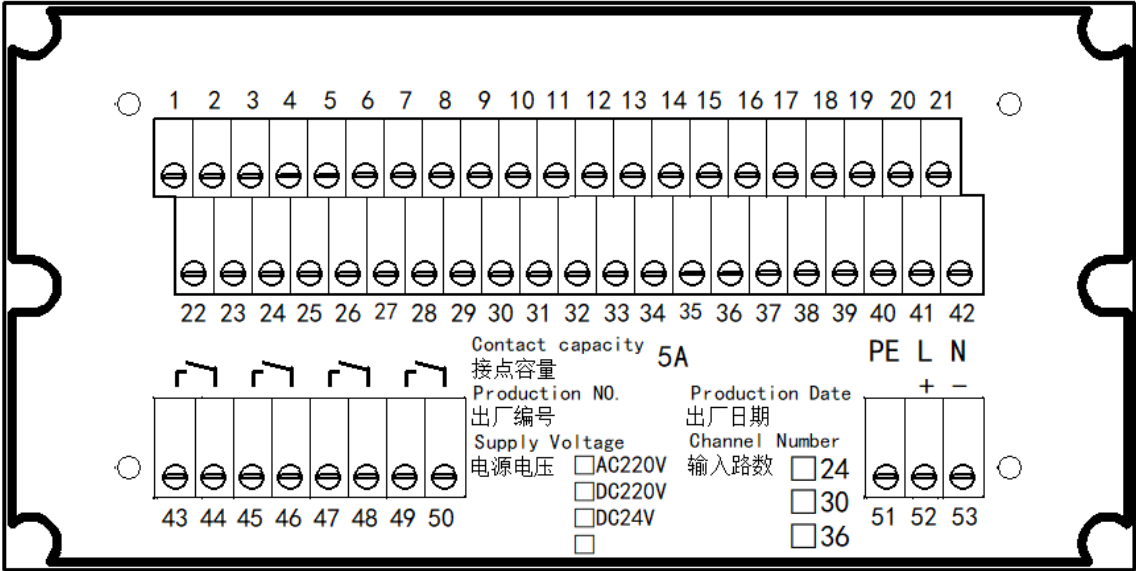 1 2 3 4 5 6 7 8 9 10 11 12 13 14 15 16 17 18 19 20 21
22 23 24 25 26 27 28 29 30 31 32 33 34 35 36 37 38 39 40 41 42
Contact capacity 5A
接点容量
PE L N
+ −
Production NO.
出厂编号
Production Date
出厂日期
Supply Voltage
电源电压
AC220V
DC220V
DC24V
Channel Number
输入路数
24
30
36
43 44 45 46 47 48 49 50
51 52 53